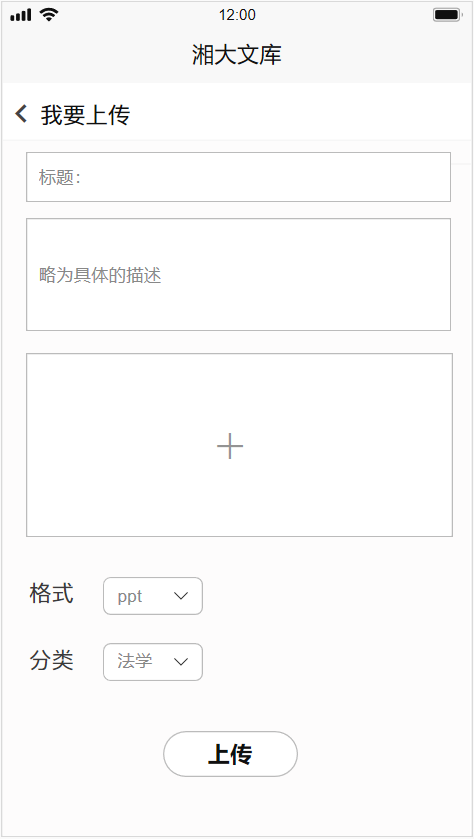 12:00
湘大文库
我要上传
标题：
略为具体的描述
格式 ppt
分类 法学
上传